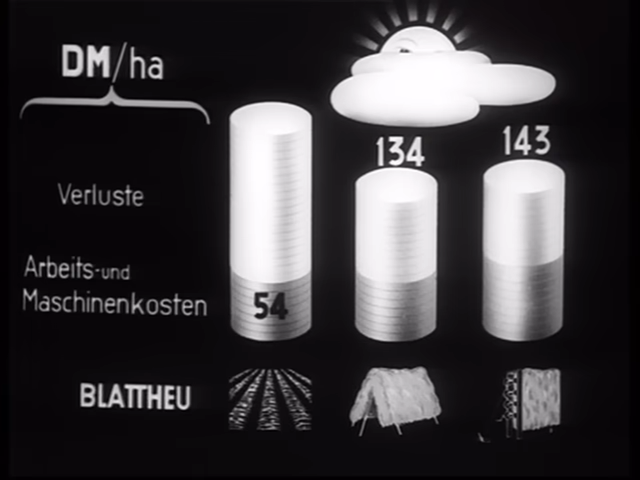 DM/ha
134
143
Verluste
Arbeits-und
Maschinenkosten
54
BLATTHEU